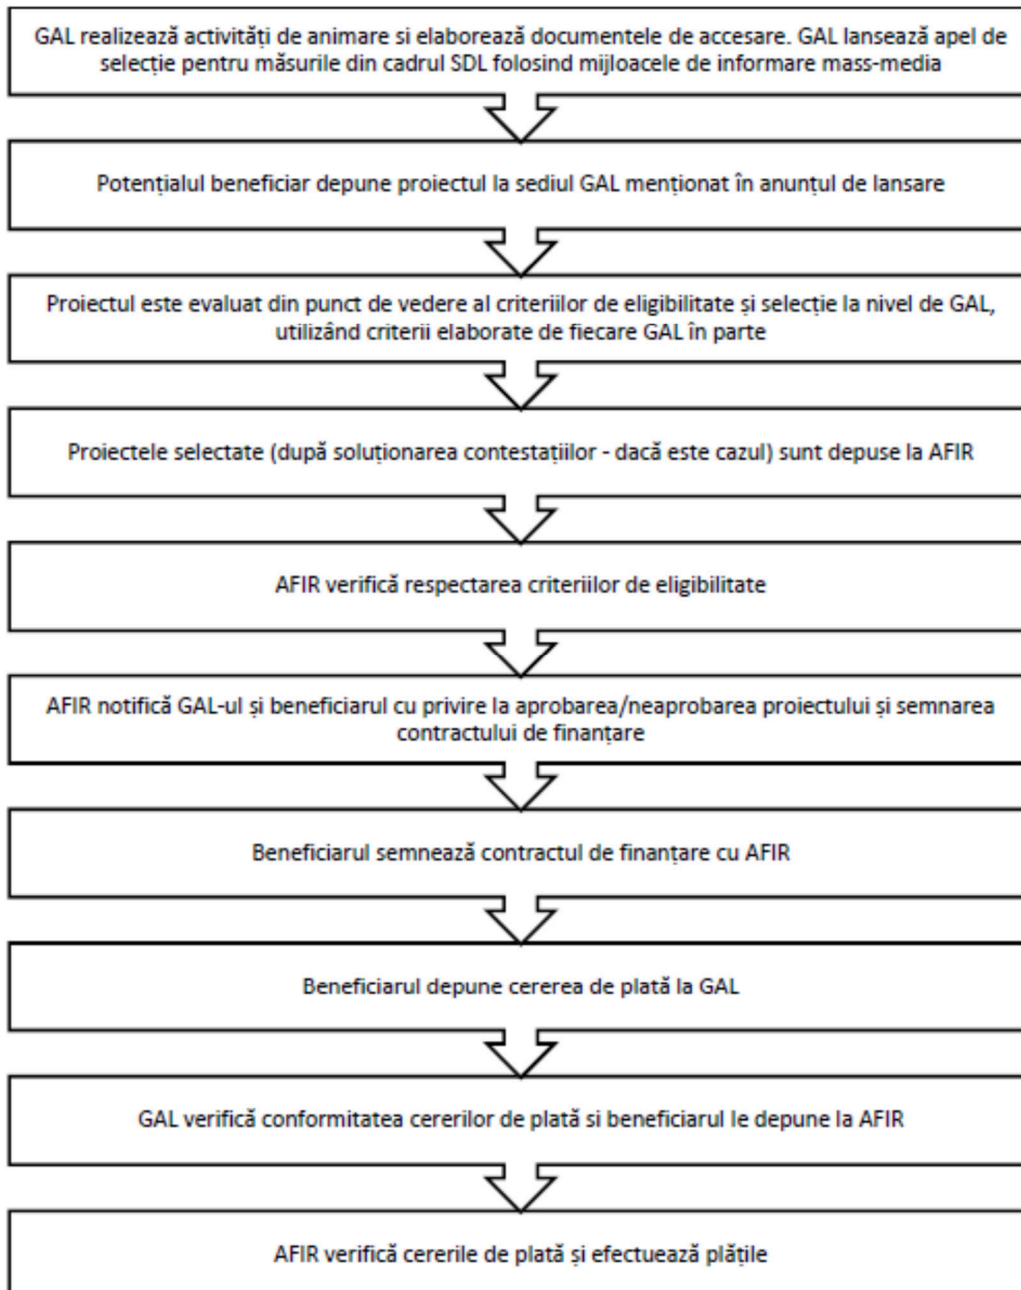 GAL realizează activități de animare si elaborează documentele de accesare. GAL lansează apel de
selecție pentru măsurile din cadrul SDL folosind mijloacele de informare mass-media
Potențialul beneficiar depune proiectul la sediul GAL menționat în anunțul de lansare
Proiectul este evaluat din punct de vedere al criteriilor de eligibilitate și selecție la nivel de GAL,
utilizând criterii elaborate de fiecare GAL în parte
Proiectele selectate (după soluționarea contestațiilor - dacă este cazul) sunt depuse la AFIR
AFIR verifică respectarea criteriilor de eligibilitate
AFIR notifică GAL-ul și beneficiarul cu privire la aprobarea/neaprobarea proiectului și semnarea
contractului de finanțare
Beneficiarul semnează contractul de finanțare cu AFIR
Beneficiarul depune cererea de plată la GAL
GAL verifică conformitatea cererilor de plată si beneficiarul le depune la AFIR
AFIR verifică cererile de plată și efectuează plățile